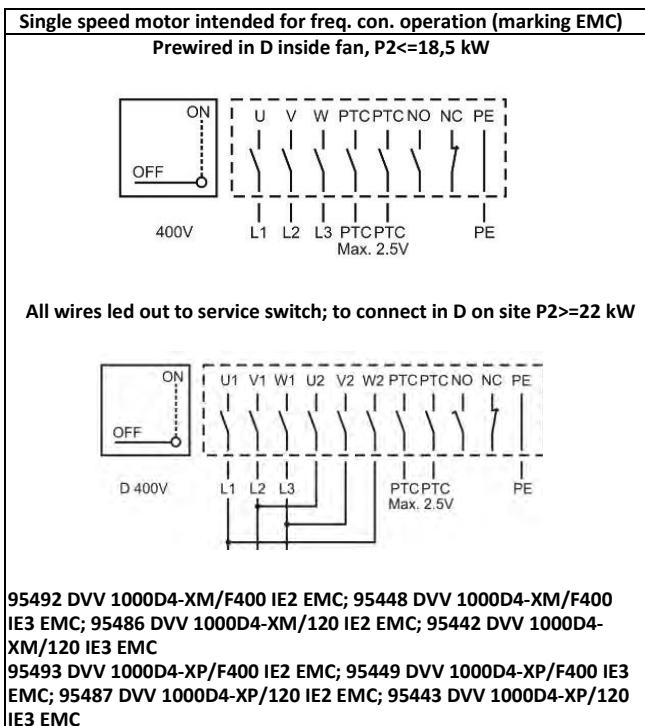 Single speed motor intended for freq. con. operation (marking EMC)
Prewired in D inside fan, P2<=18,5 kW
ON U V W PTC PTC NO NC PE
OFF
400V L1 L2 L3 PTC PTC PE
Max. 2.5V
All wires led out to service switch; to connect in D on site P2>=22 kW
ON U1 V1 W1 U2 V2 W2 PTC PTC NO NC PE
OFF
D 400V L1 L2 L3 PTC PTC PE
Max. 2.5V
95492 DVV 1000D4-XM/F400 IE2 EMC; 95448 DVV 1000D4-XM/F400
IE3 EMC; 95486 DVV 1000D4-XM/120 IE2 EMC; 95442 DVV 1000D4-
XM/120 IE3 EMC
95493 DVV 1000D4-XP/F400 IE2 EMC; 95449 DVV 1000D4-XP/F400 IE3
EMC; 95487 DVV 1000D4-XP/120 IE2 EMC; 95443 DVV 1000D4-XP/120
IE3 EMC